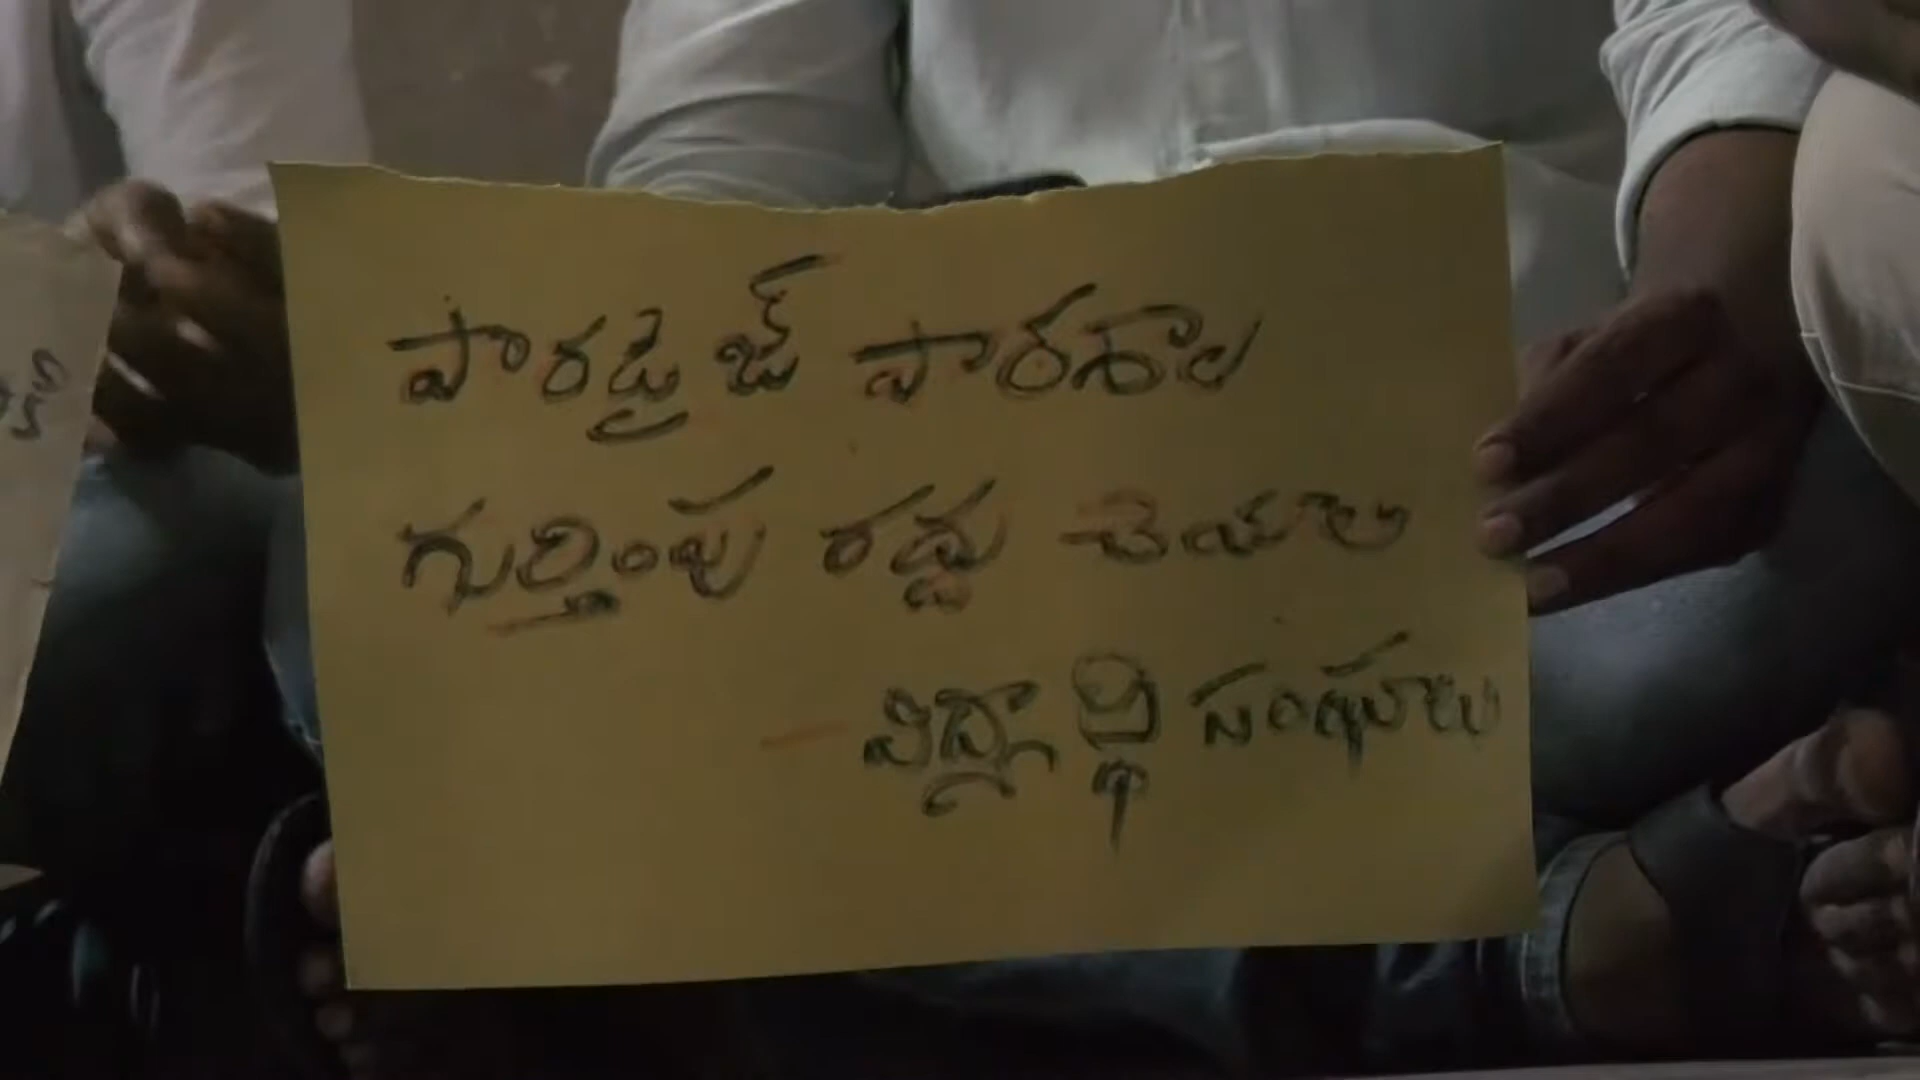 పారడైజ్ పాఠశాల
గుర్తింపు రద్దు చేయాలి
- విద్యార్థి సంఘాలు